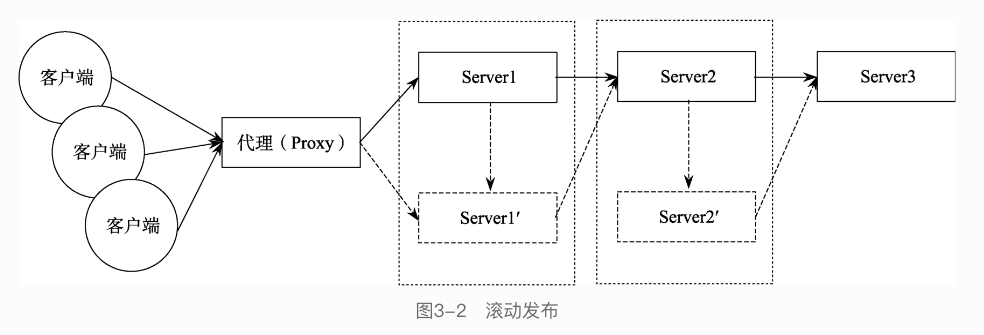 客户端
客户端
客户端
代理（Proxy）
Server1
Server2
Server3
Server1′
Server2′
图3-2 滚动发布